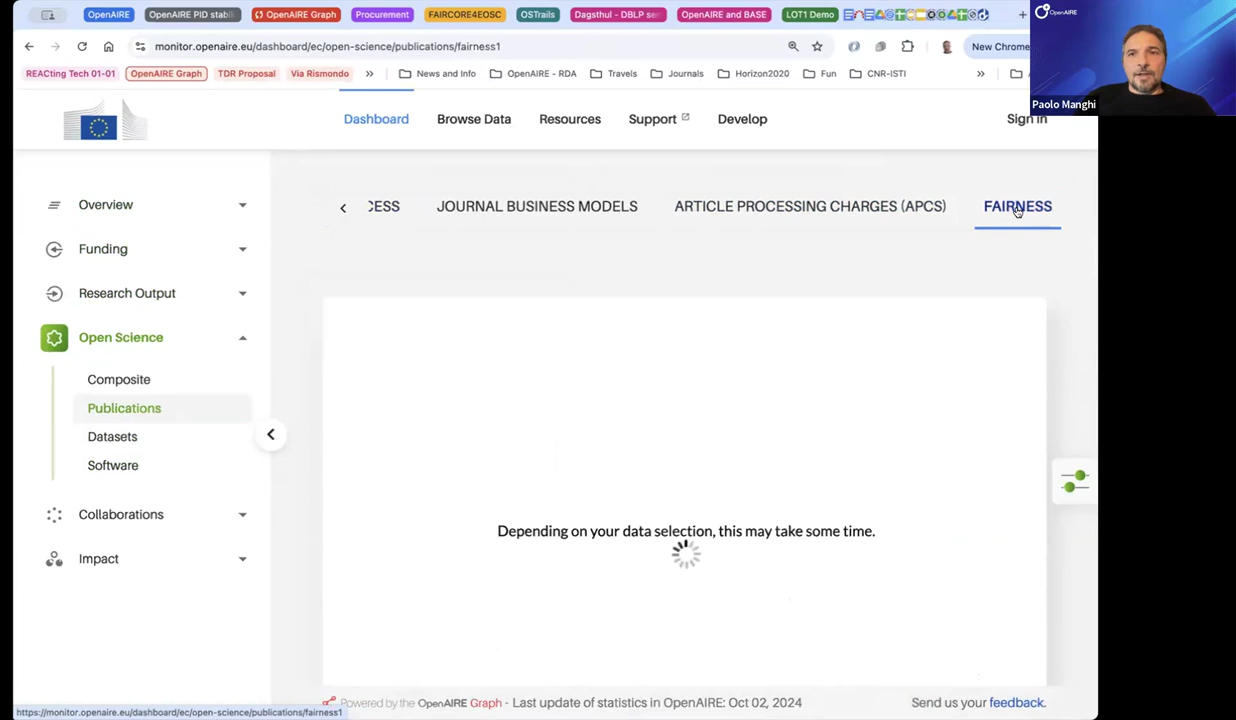 OpenAIRE
OpenAIRE PID stabili
OpenAIRE Graph
Procurement
FAIRCORE4EOSC
OSTrails
Dagsthul - DBLP se
OpenAIRE and BASE
LOT1 Demo
monitor.openaire.eu/dashboard/ec/open-science/publications/fairness1
New Chrome
OpenAIRE
Paolo Manghi
REACting Tech 01-01
OpenAIRE Graph
TDR Proposal
Via Rismondo
»
News and Info
OpenAIRE - RDA
Travels
Journals
Horizon2020
Fun
CNR-ISTI
»
Dashboard
Browse Data
Resources
Support
Develop
Sign in
Overview
Funding
Research Output
Open Science
Composite
Publications
Datasets
Software
Collaborations
Impact
CESS
JOURNAL BUSINESS MODELS
ARTICLE PROCESSING CHARGES (APCS)
FAIRNESS
Depending on your data selection, this may take some time.
Powered by the OpenAIRE Graph - Last update of statistics in OpenAIRE: Oct 02, 2024
Send us your feedback.
https://monitor.openaire.eu/dashboard/ec/open-science/publications/fairness1